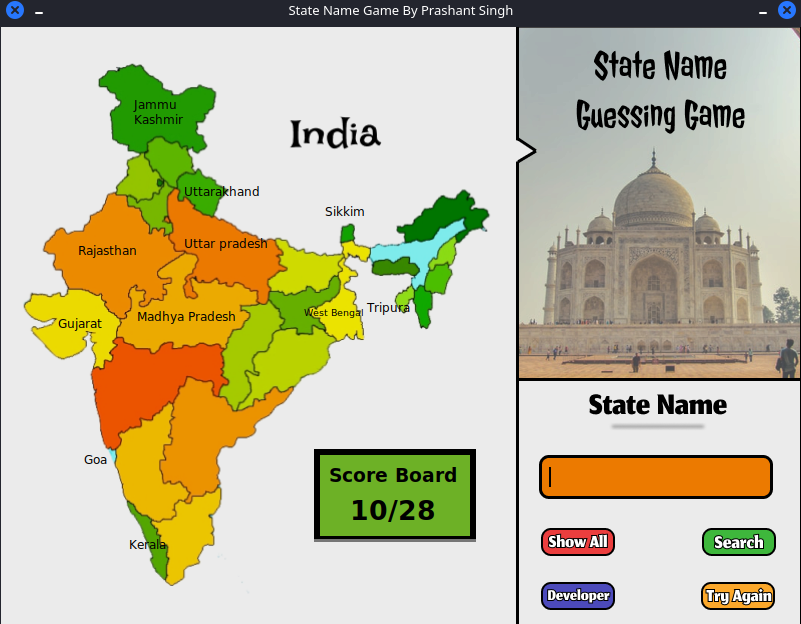 State Name Game By Prashant Singh
Jammu
Kashmir
India
Uttarakhand
Sikkim
Rajasthan
Uttar pradesh
Gujarat
Madhya Pradesh
West Bengal
Tripura
Goa
Kerala
Score Board
10/28
State Name
Guessing Game
State Name
Show All
Search
Developer
Try Again